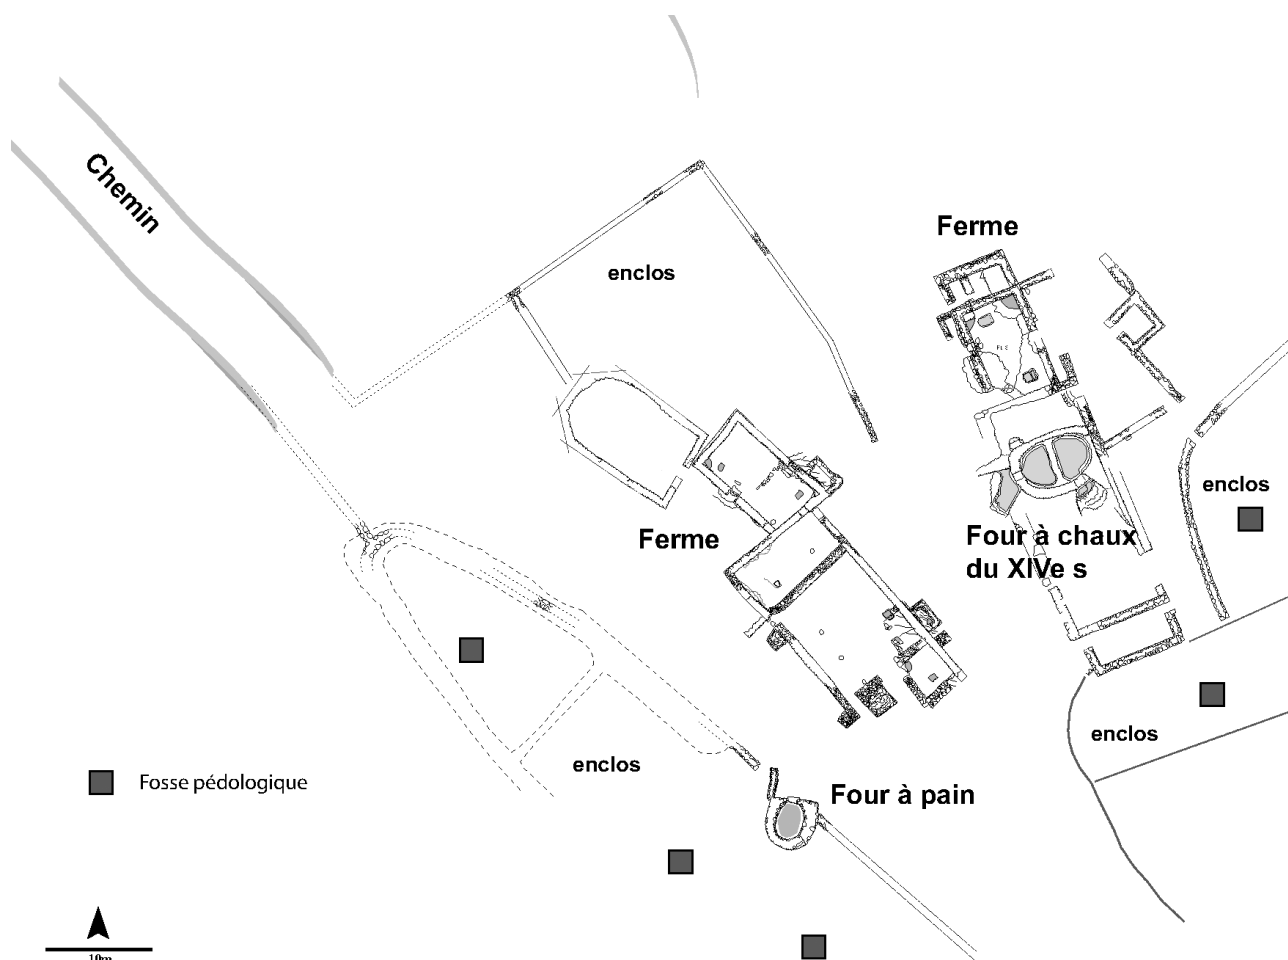 Chemin
Ferme
enclos
enclos
Ferme
Four à chaux
du XIVe s
enclos
enclos
Fosse pédologique
Four à pain
10m